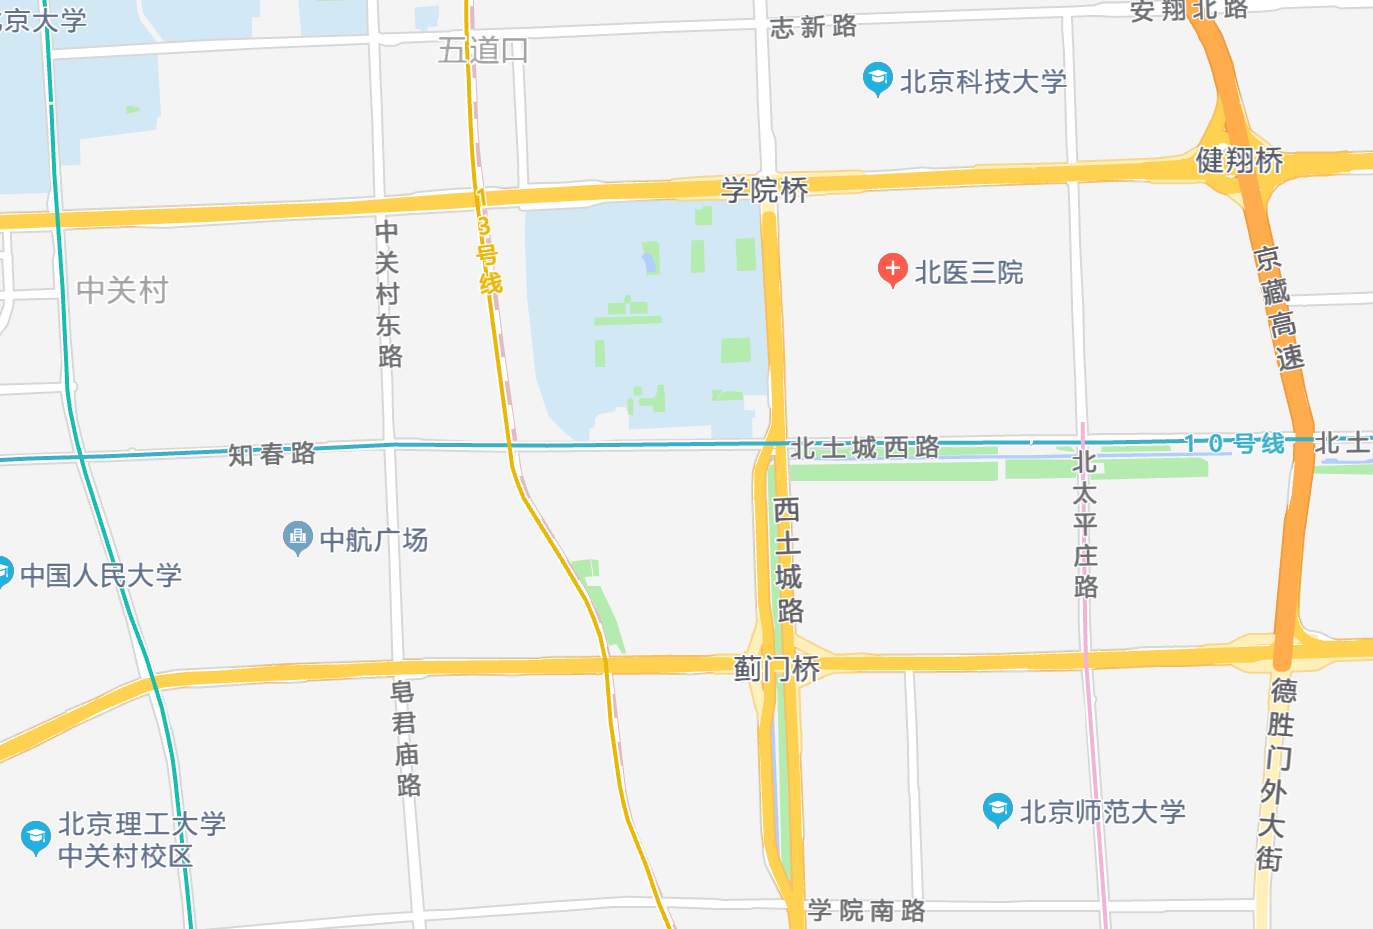 安翔北路
京大学
志新路
五道口
北京科技大学
健翔桥
学院桥
13号线
中关村东路
北医三院
京藏高速
中关村
知春路
北土城西路
10号线
北土
北太平庄路
西土城路
中航广场
中国人民大学
蓟门桥
皂君庙路
德胜门外大街
北京理工大学
中关村校区
北京师范大学
学院南路